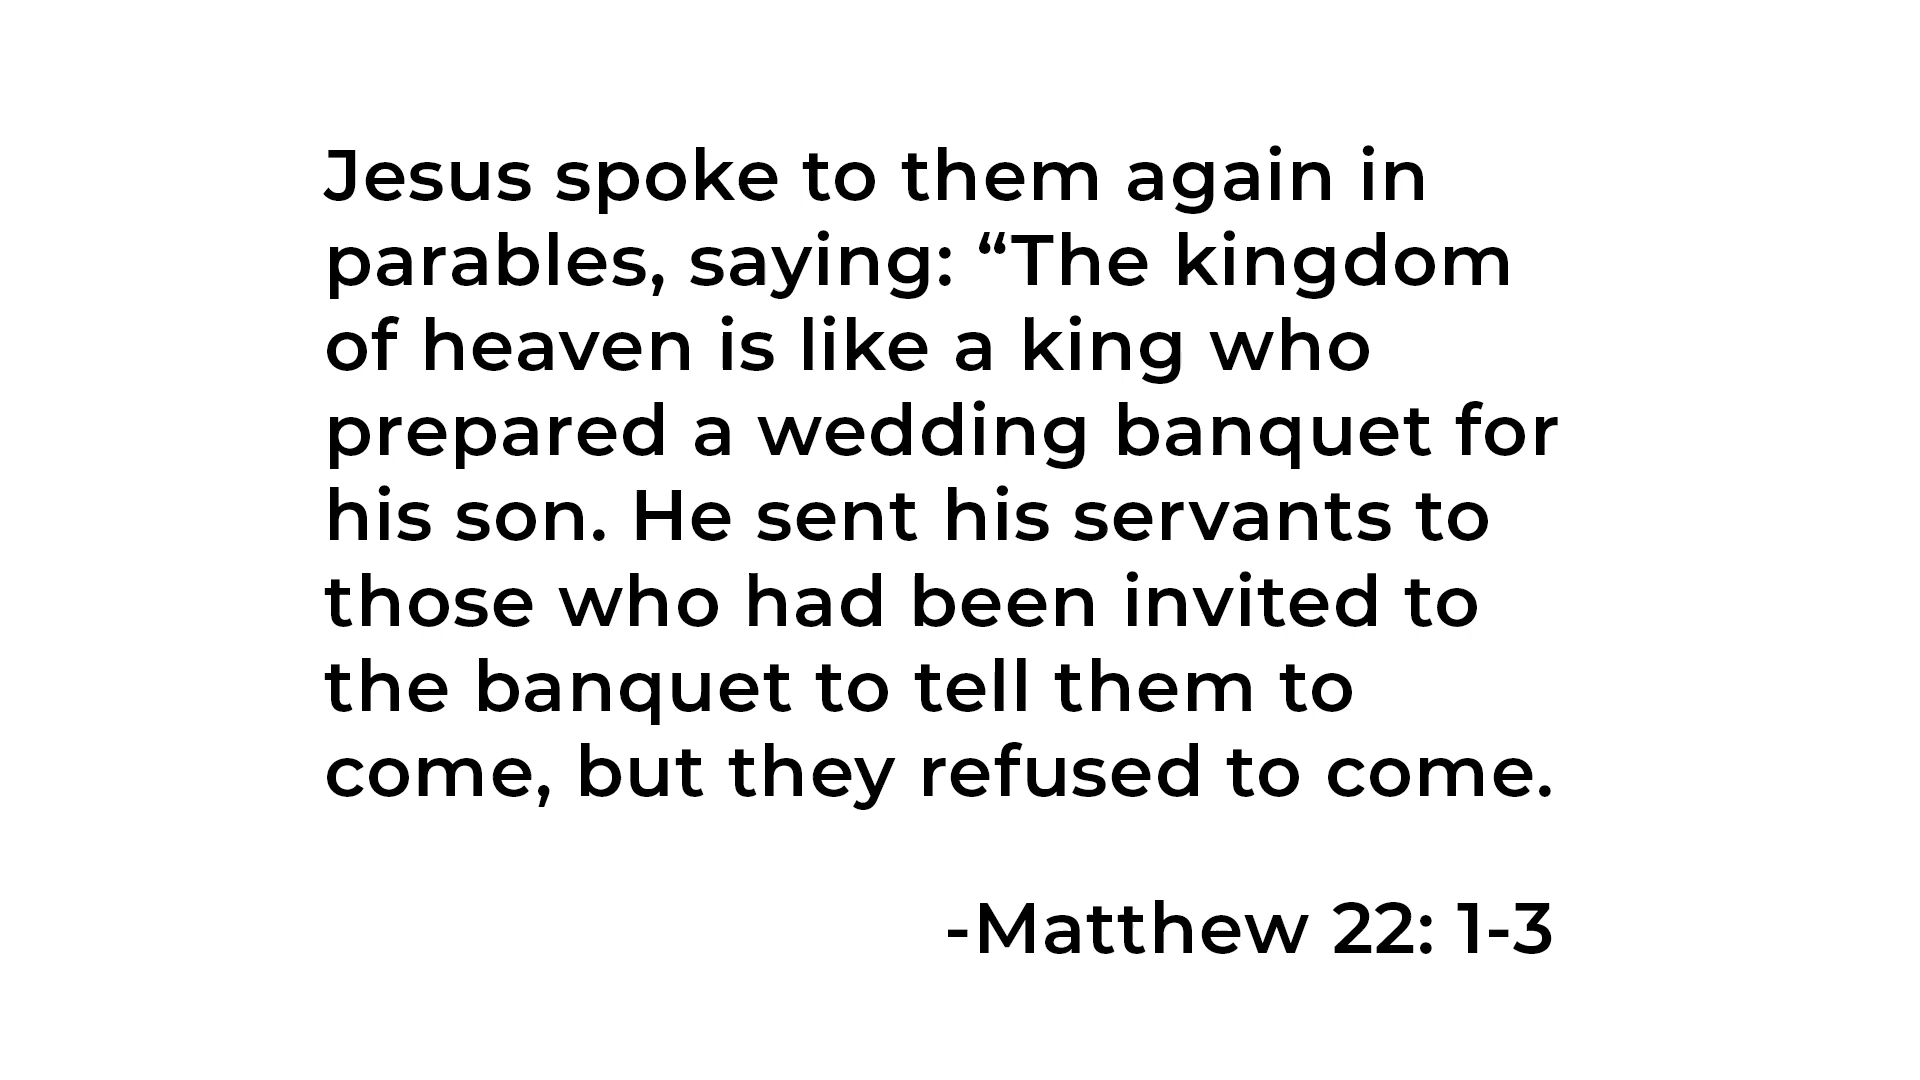 Jesus spoke to them again in
parables, saying: “The kingdom
of heaven is like a king who
prepared a wedding banquet for
his son. He sent his servants to
those who had been invited to
the banquet to tell them to
come, but they refused to come.
-Matthew 22: 1-3